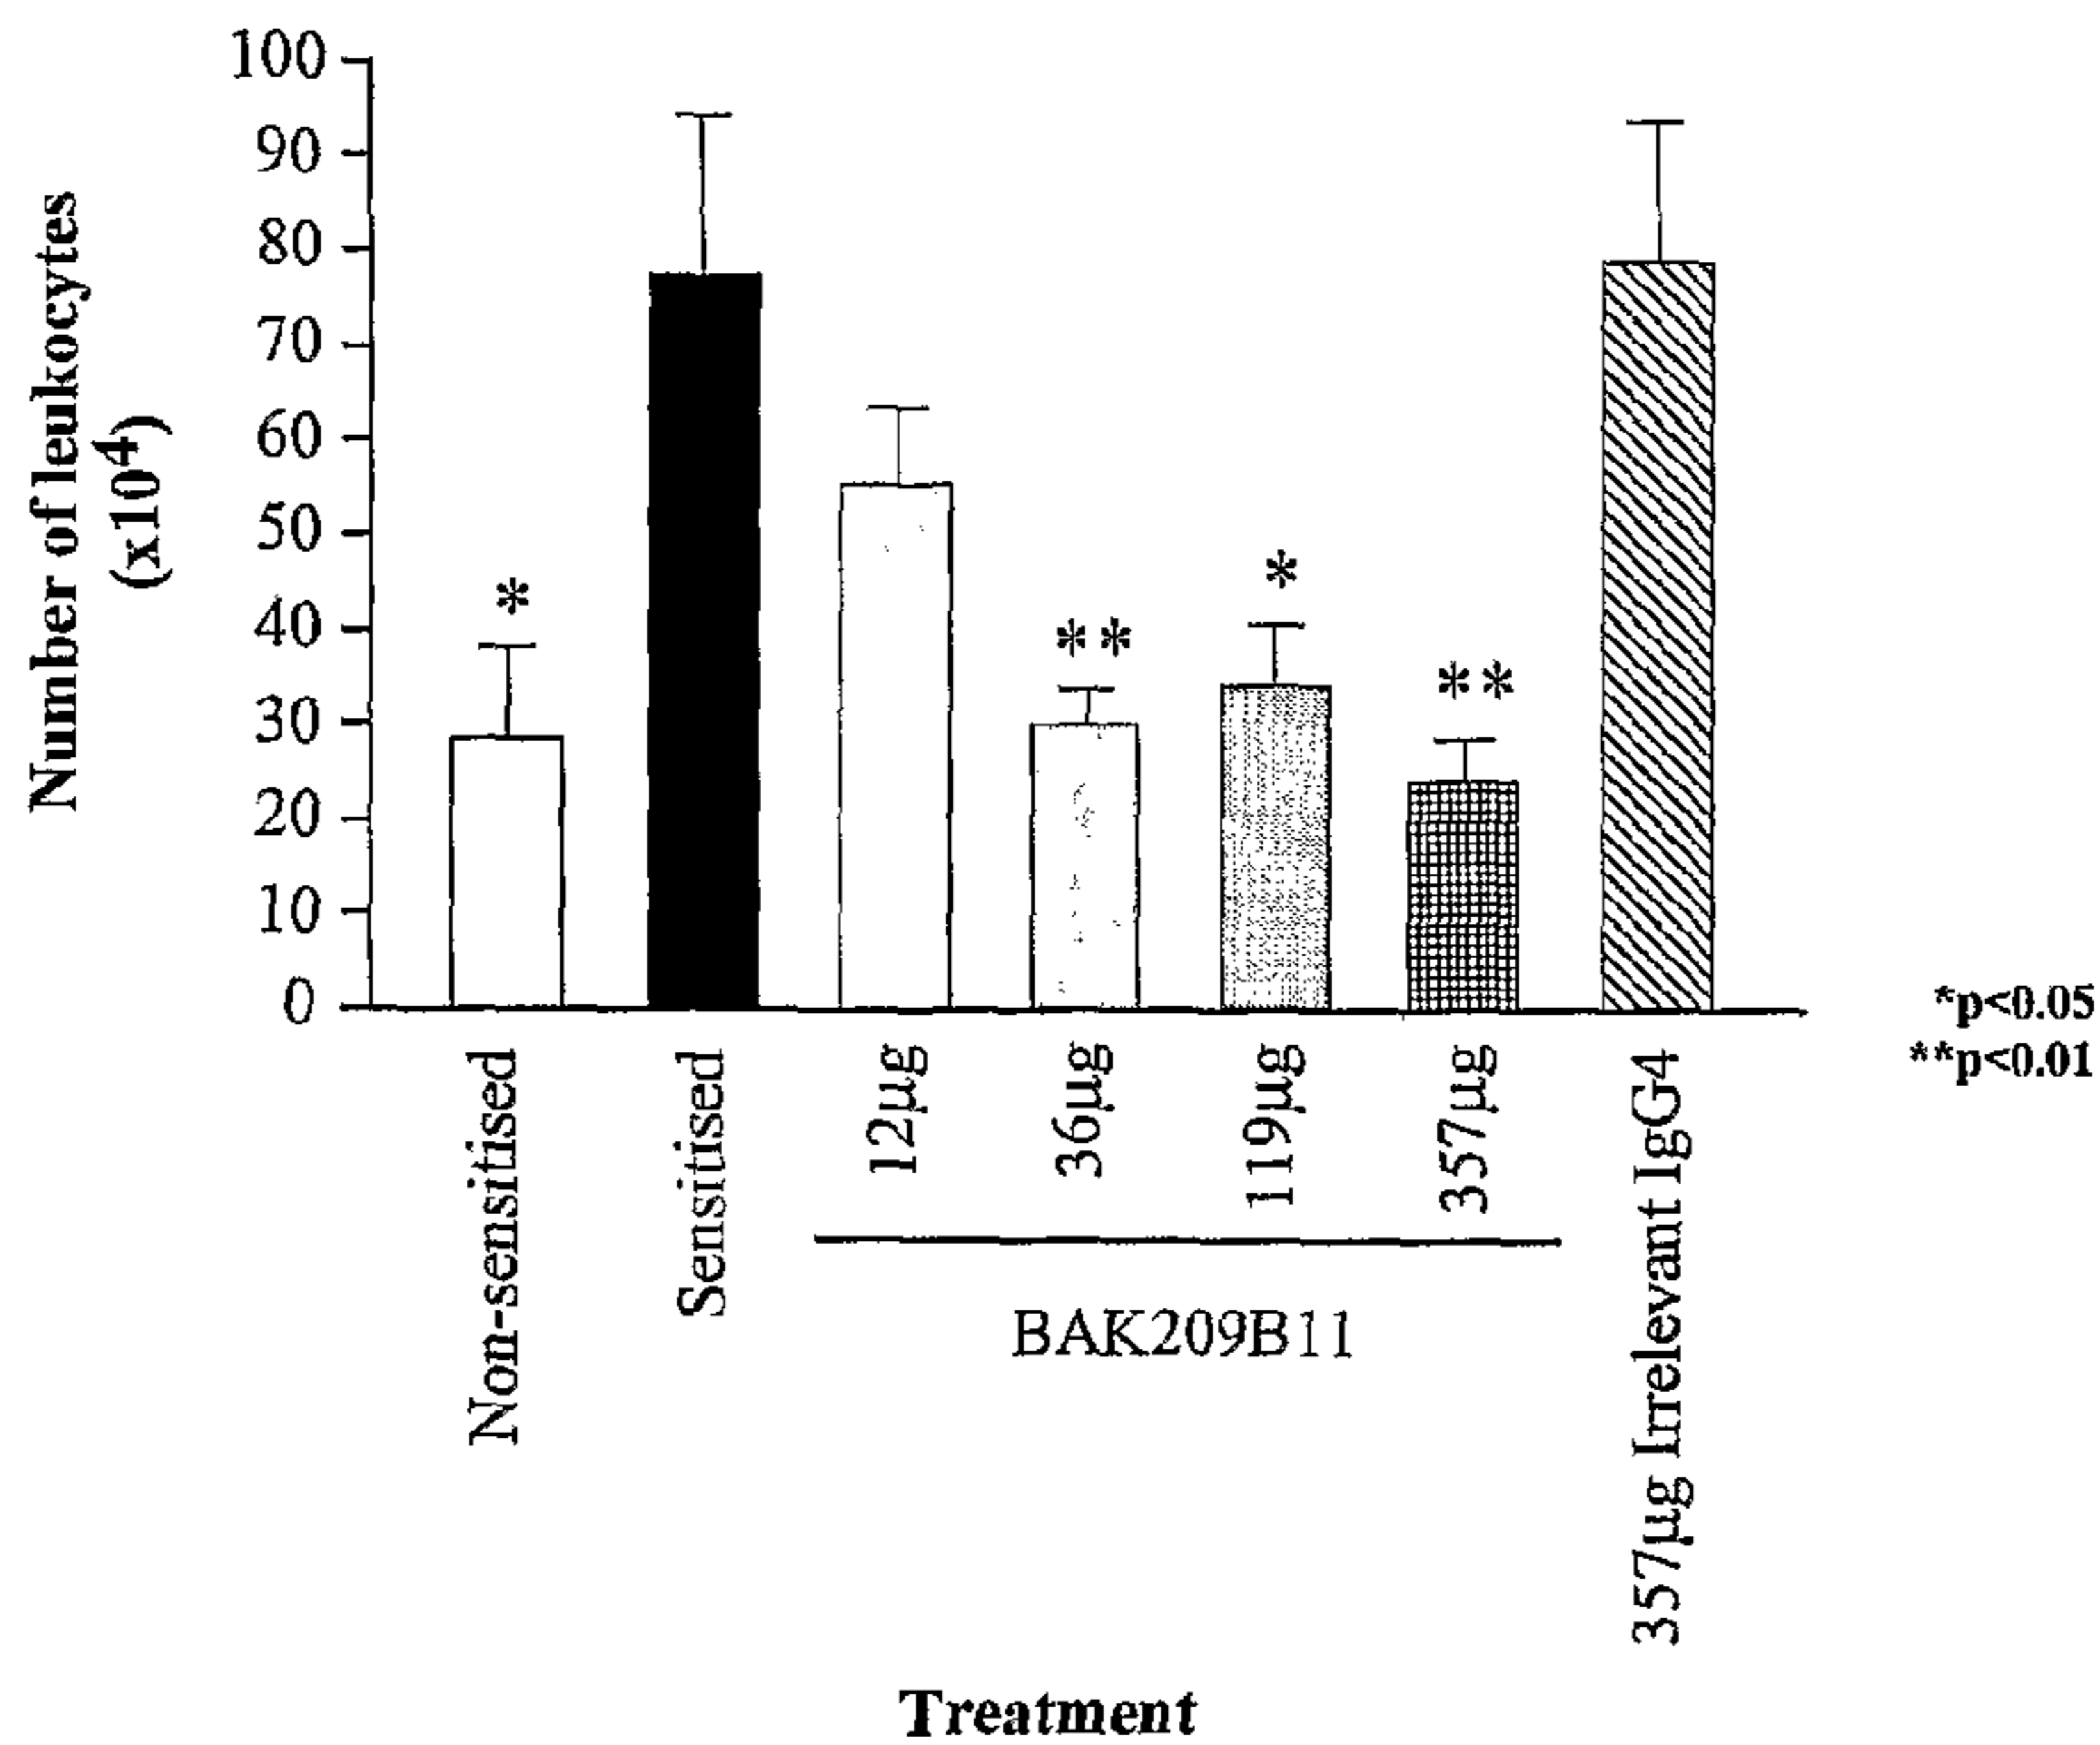 Number of leukocytes
(x10⁴)
100
90
80
70
60
50
40
30
20
10
0
*
**
*
**
Non-sensitised
Sensitised
12µg
36µg
119µg
357µg
357µg Irrelevant IgG4
BAK209B11
*p<0.05
**p<0.01
Treatment